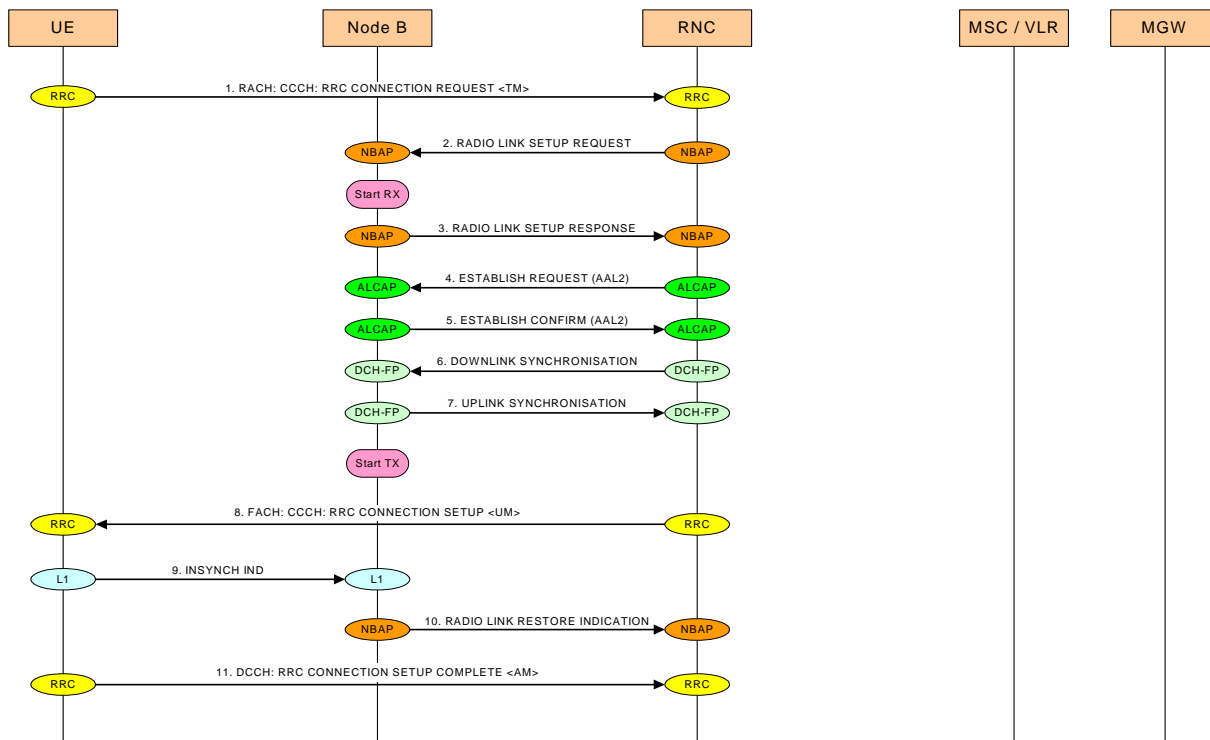 UE
Node B
RNC
MSC / VLR
MGW
1. RACH: CCCH: RRC CONNECTION REQUEST <TM>
RRC
RRC
2. RADIO LINK SETUP REQUEST
NBAP
NBAP
Start RX
3. RADIO LINK SETUP RESPONSE
NBAP
NBAP
4. ESTABLISH REQUEST (AAL2)
ALCAP
ALCAP
5. ESTABLISH CONFIRM (AAL2)
ALCAP
ALCAP
6. DOWNLINK SYNCHRONISATION
DCH-FP
DCH-FP
7. UPLINK SYNCHRONISATION
DCH-FP
DCH-FP
Start TX
8. FACH: CCCH: RRC CONNECTION SETUP <UM>
RRC
RRC
9. INSYNCH IND
L1
L1
10. RADIO LINK RESTORE INDICATION
NBAP
NBAP
11. DCCH: RRC CONNECTION SETUP COMPLETE <AM>
RRC
RRC